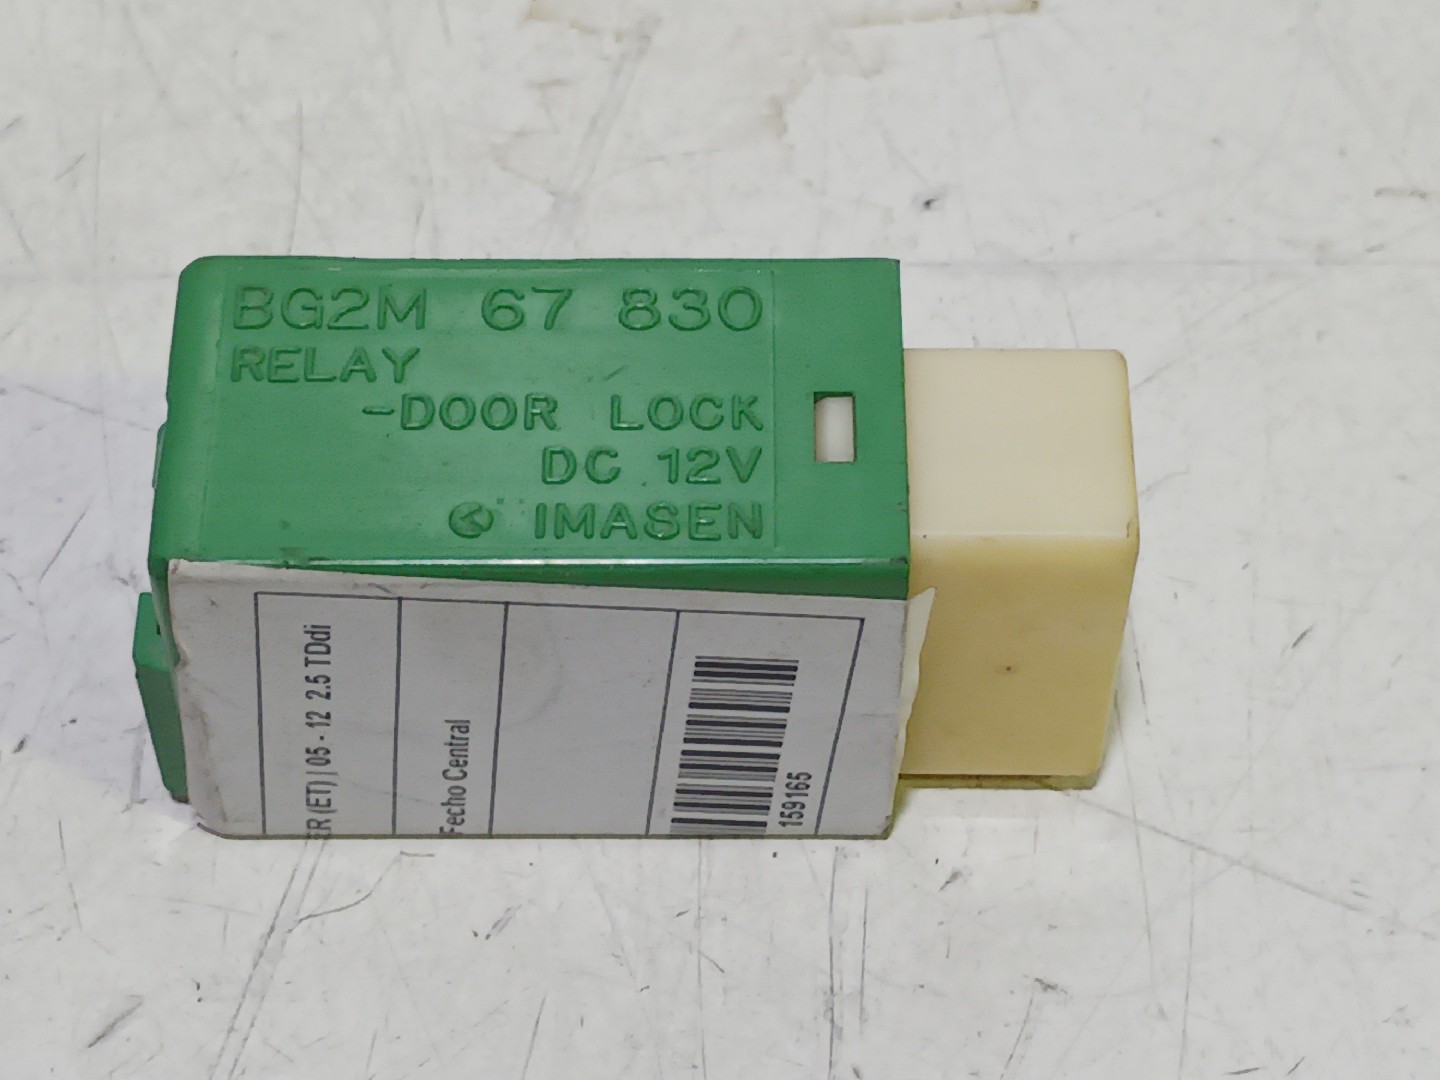 BG2M 67 830
RELAY
-DOOR LOCK
DC 12V
IMASEN
ER (ET) | 05 - 12 2.5 TDdi
Fecho Central
159165